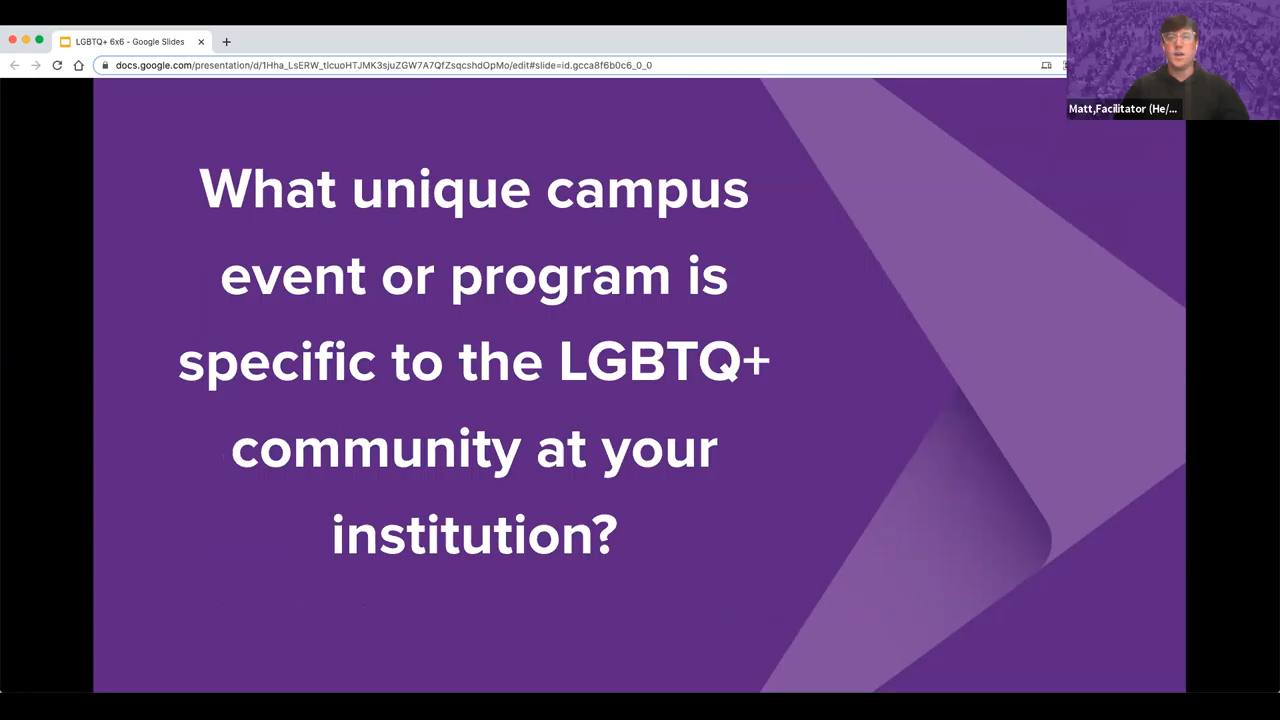 LGBTQ+ 6x6 - Google Slides
docs.google.com/presentation/d/1Hha_LsERW_tlcuoHTJMK3sjuZGW7A7QfZsqcshdOpMo/edit#slide=id.gcca8f6b0c6_0_0
Matt,Facilitator (He/...
What unique campus
event or program is
specific to the LGBTQ+
community at your
institution?